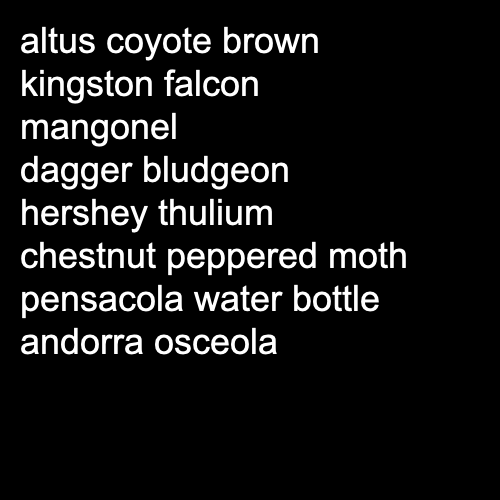 altus coyote brown
kingston falcon
mangonel
dagger bludgeon
hershey thulium
chestnut peppered moth
pensacola water bottle
andorra osceola